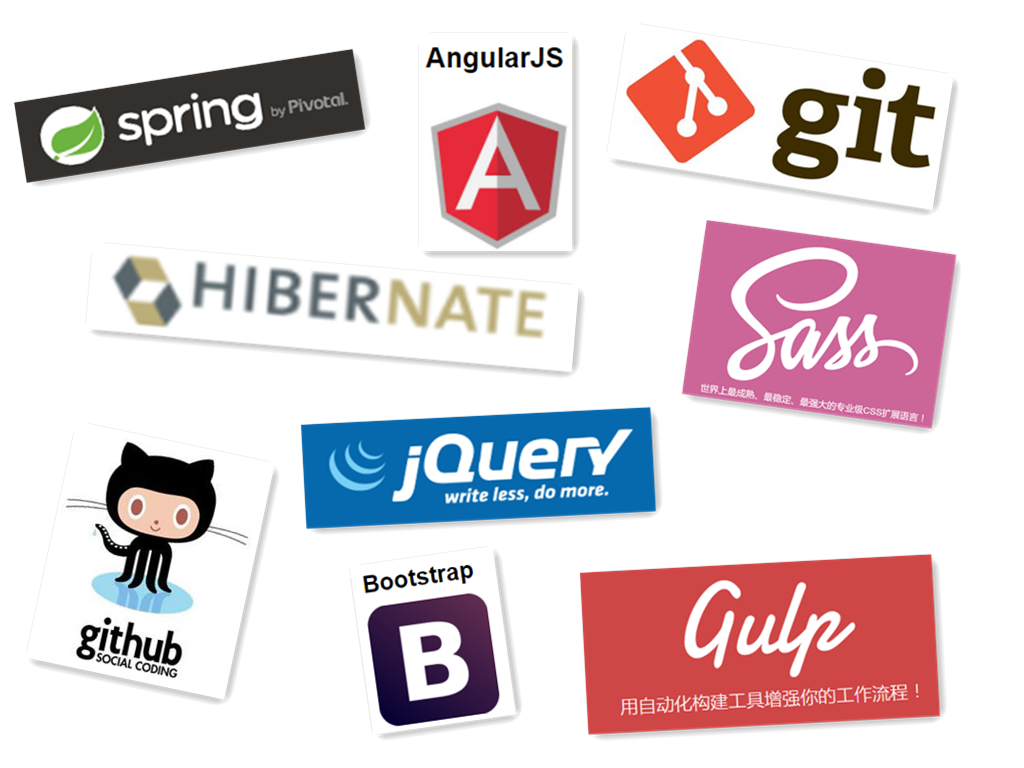 spring by Pivotal.
AngularJS
git
HIBERNATE
Sass
世界上最成熟、最稳定、最强大的专业级CSS扩展语言！
jQuery
write less, do more.
github
SOCIAL CODING
Bootstrap
B
Gulp
用自动化构建工具增强你的工作流程！